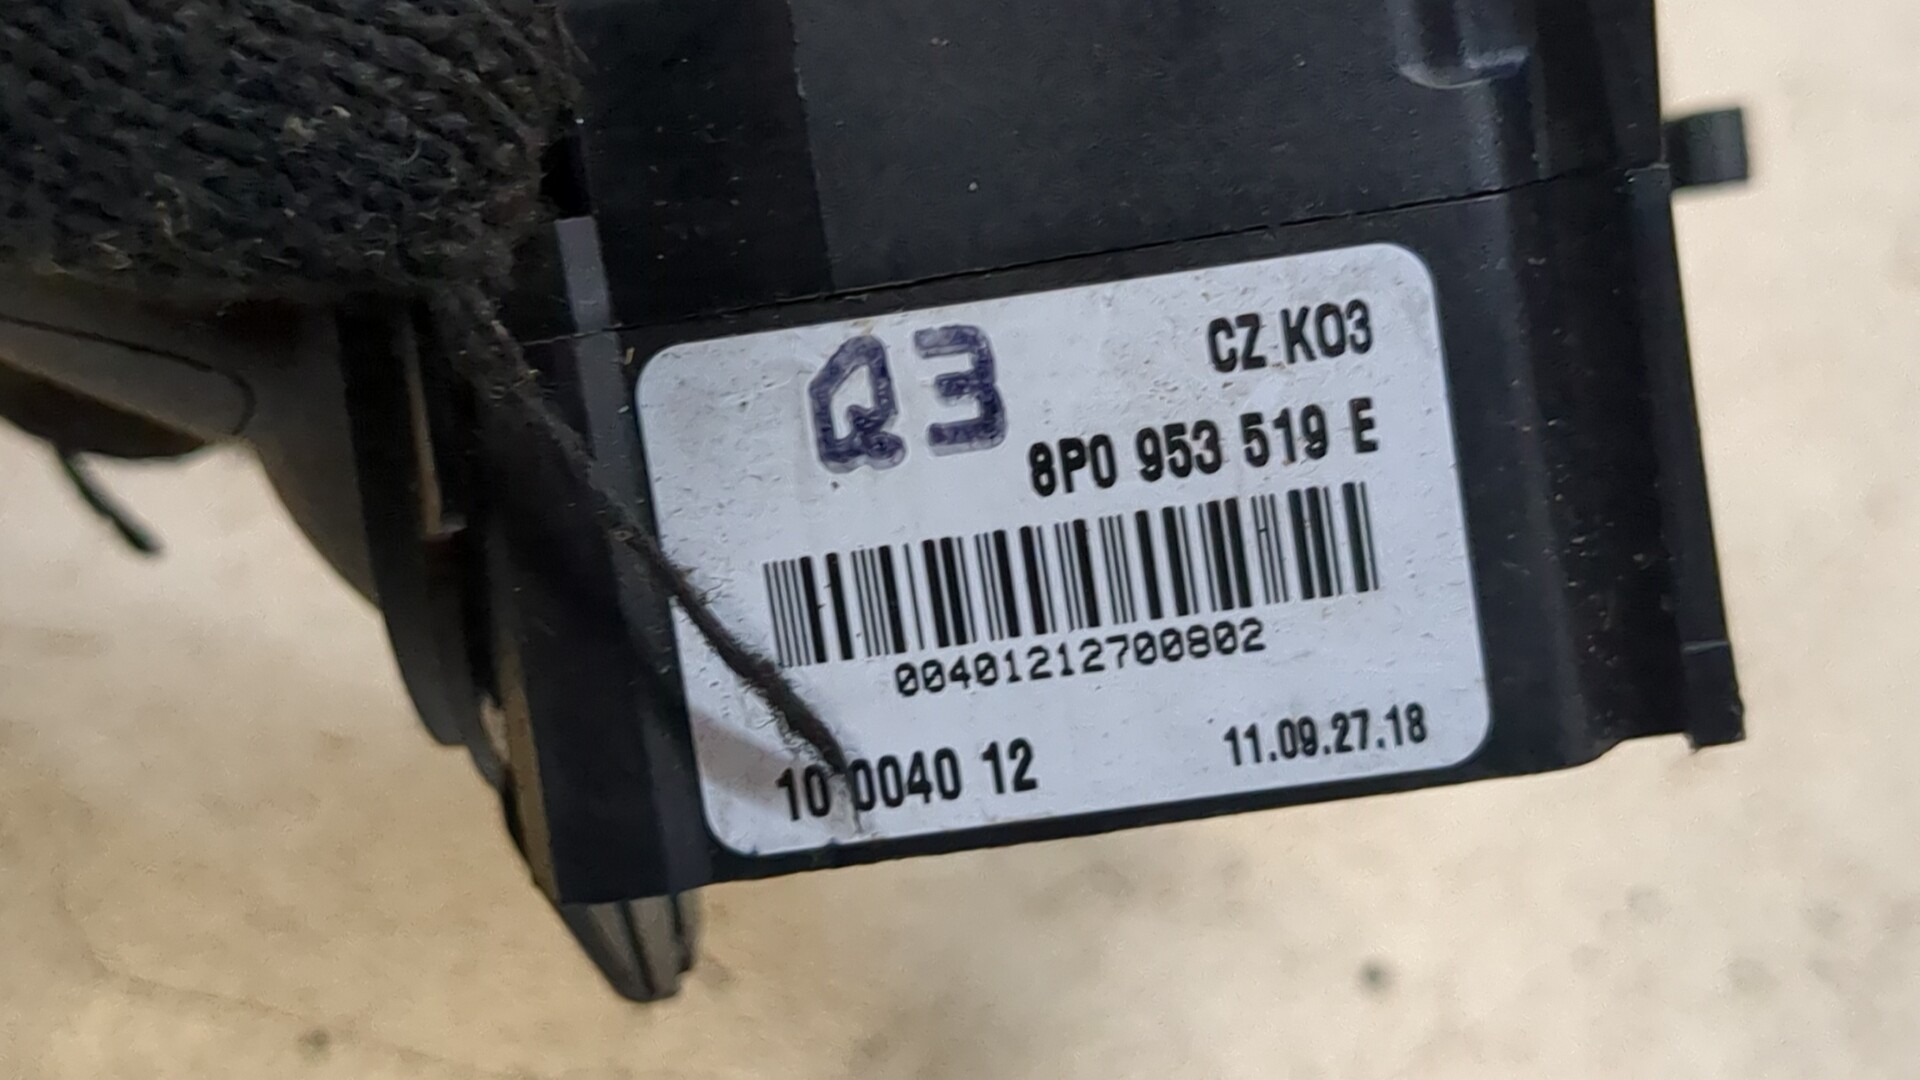 Q3
CZ K03
8P0 953 519 E
00401212700802
10 0040 12
11.09.27.18